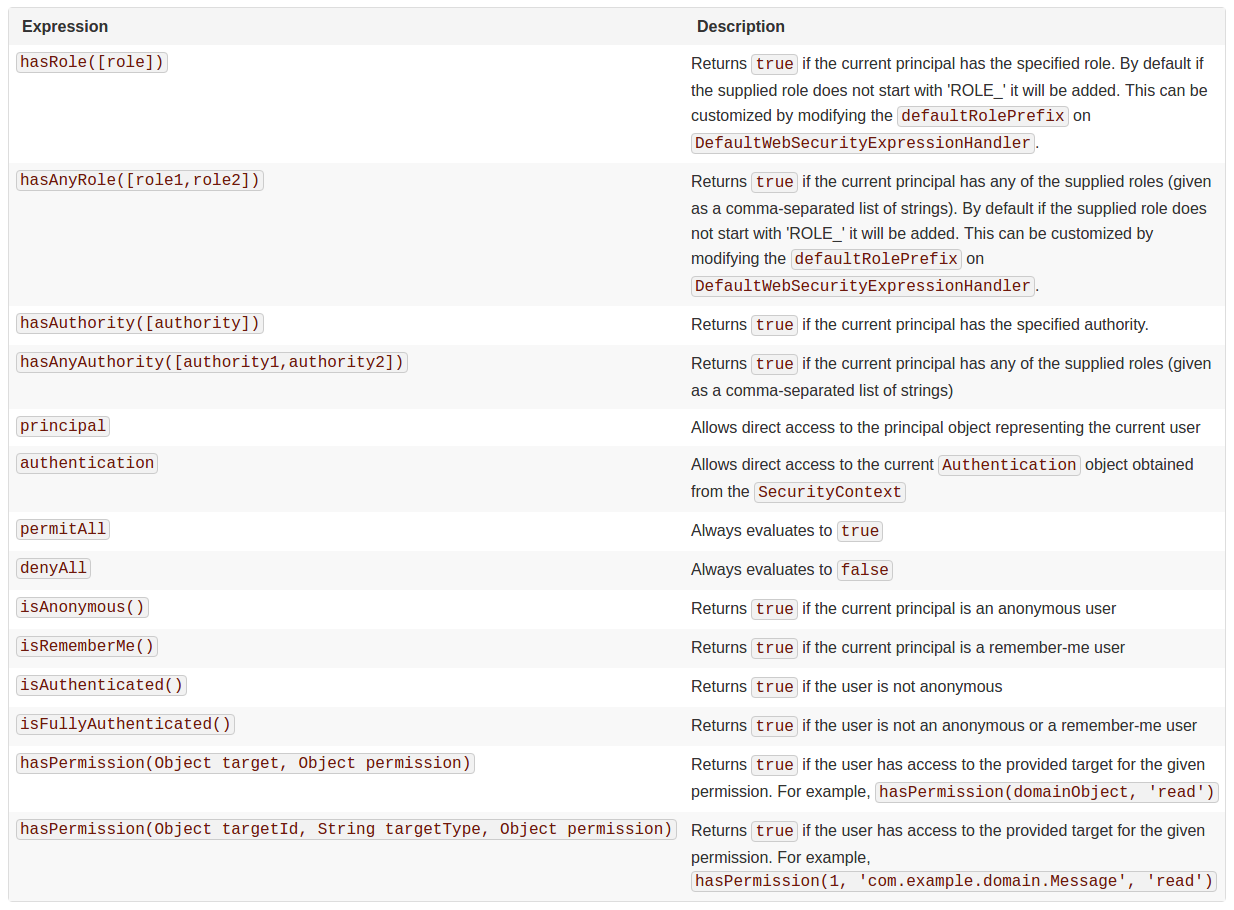 Expression Description
hasRole([role]) Returns true if the current principal has the specified role. By default if
the supplied role does not start with 'ROLE_' it will be added. This can be
customized by modifying the defaultRolePrefix on
DefaultWebSecurityExpressionHandler.
hasAnyRole([role1,role2]) Returns true if the current principal has any of the supplied roles (given
as a comma-separated list of strings). By default if the supplied role does
not start with 'ROLE_' it will be added. This can be customized by
modifying the defaultRolePrefix on
DefaultWebSecurityExpressionHandler.
hasAuthority([authority]) Returns true if the current principal has the specified authority.
hasAnyAuthority([authority1,authority2]) Returns true if the current principal has any of the supplied roles (given
as a comma-separated list of strings)
principal Allows direct access to the principal object representing the current user
authentication Allows direct access to the current Authentication object obtained
from the SecurityContext
permitAll Always evaluates to true
denyAll Always evaluates to false
isAnonymous() Returns true if the current principal is an anonymous user
isRememberMe() Returns true if the current principal is a remember-me user
isAuthenticated() Returns true if the user is not anonymous
isFullyAuthenticated() Returns true if the user is not an anonymous or a remember-me user
hasPermission(Object target, Object permission) Returns true if the user has access to the provided target for the given
permission. For example, hasPermission(domainObject, 'read')
hasPermission(Object targetId, String targetType, Object permission) Returns true if the user has access to the provided target for the given
permission. For example,
hasPermission(1, 'com.example.domain.Message', 'read')